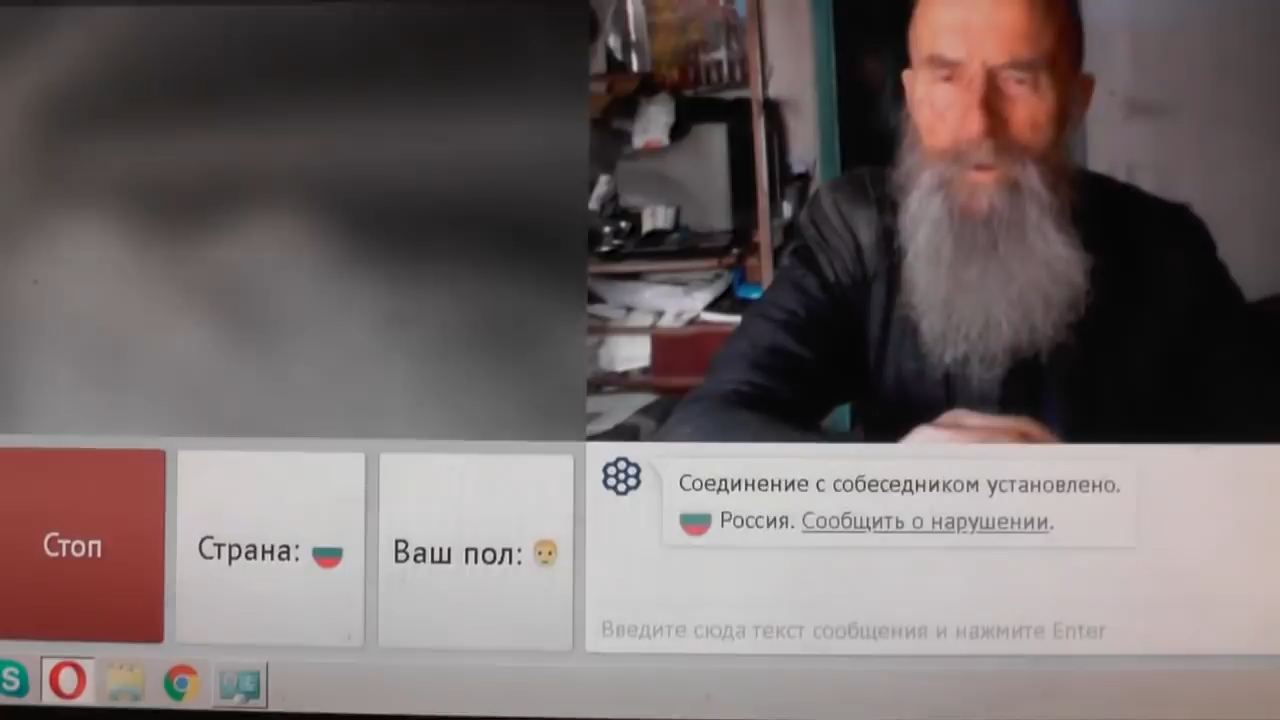 Стоп
Страна:
Ваш пол:
Соединение с собеседником установлено.
Россия. Сообщить о нарушении.
Введите сюда текст сообщения и нажмите Enter
S